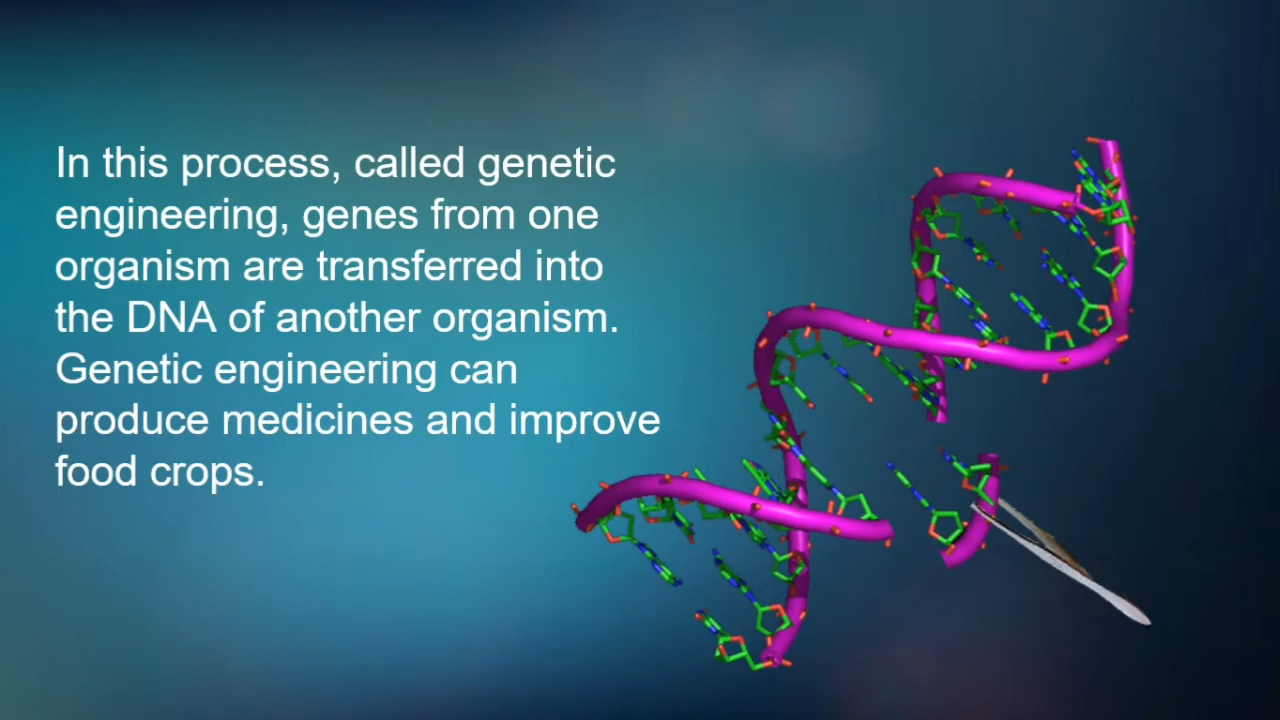 In this process, called genetic
engineering, genes from one
organism are transferred into
the DNA of another organism.
Genetic engineering can
produce medicines and improve
food crops.